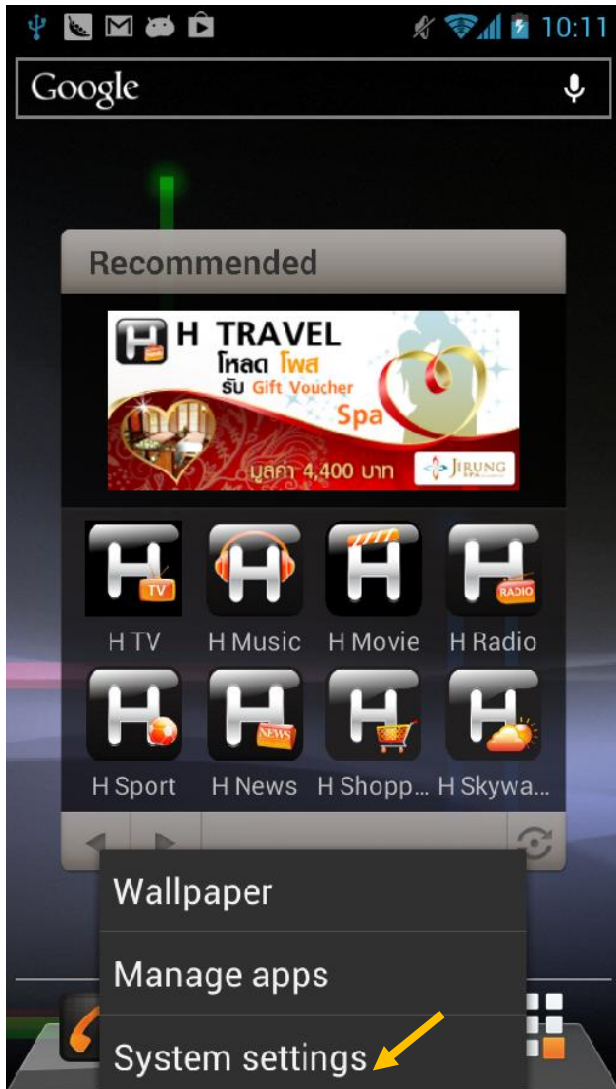 10:11
Google
Recommended
H TRAVEL
โหลด โพส
รับ Gift Voucher
Spa
มูลค่า 4,400 บาท
JIRUNG
SPA
TV
RADIO
H TV H Music H Movie H Radio
NEWS
H Sport H News H Shopp... H Skywa...
Wallpaper
Manage apps
System settings